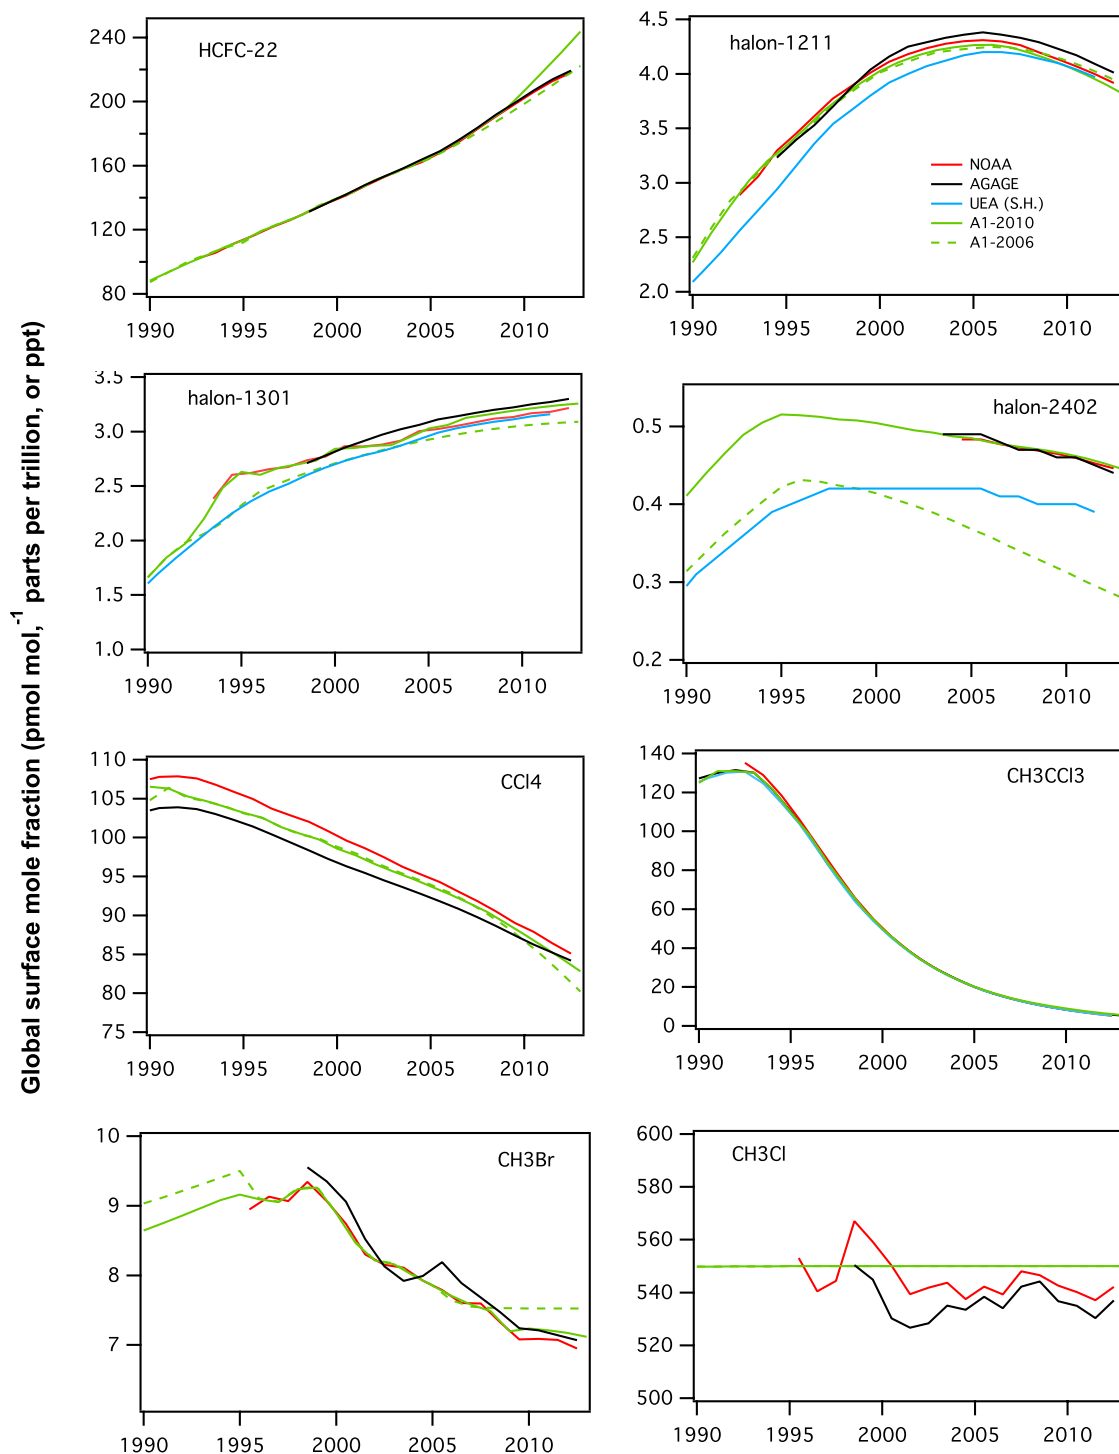 Global surface mole fraction (pmol mol,-1 parts per trillion, or ppt)
HCFC-22
240
200
160
120
80
1990 1995 2000 2005 2010
halon-1211
4.5
4.0
3.5
3.0
2.5
2.0
NOAA
AGAGE
UEA (S.H.)
A1-2010
A1-2006
1990 1995 2000 2005 2010
halon-1301
3.5
3.0
2.5
2.0
1.5
1.0
1990 1995 2000 2005 2010
halon-2402
0.5
0.4
0.3
0.2
1990 1995 2000 2005 2010
CCl4
110
105
100
95
90
85
80
75
1990 1995 2000 2005 2010
CH3CCl3
140
120
100
80
60
40
20
0
1990 1995 2000 2005 2010
CH3Br
10
9
8
7
1990 1995 2000 2005 2010
CH3Cl
600
580
560
540
520
500
1990 1995 2000 2005 2010